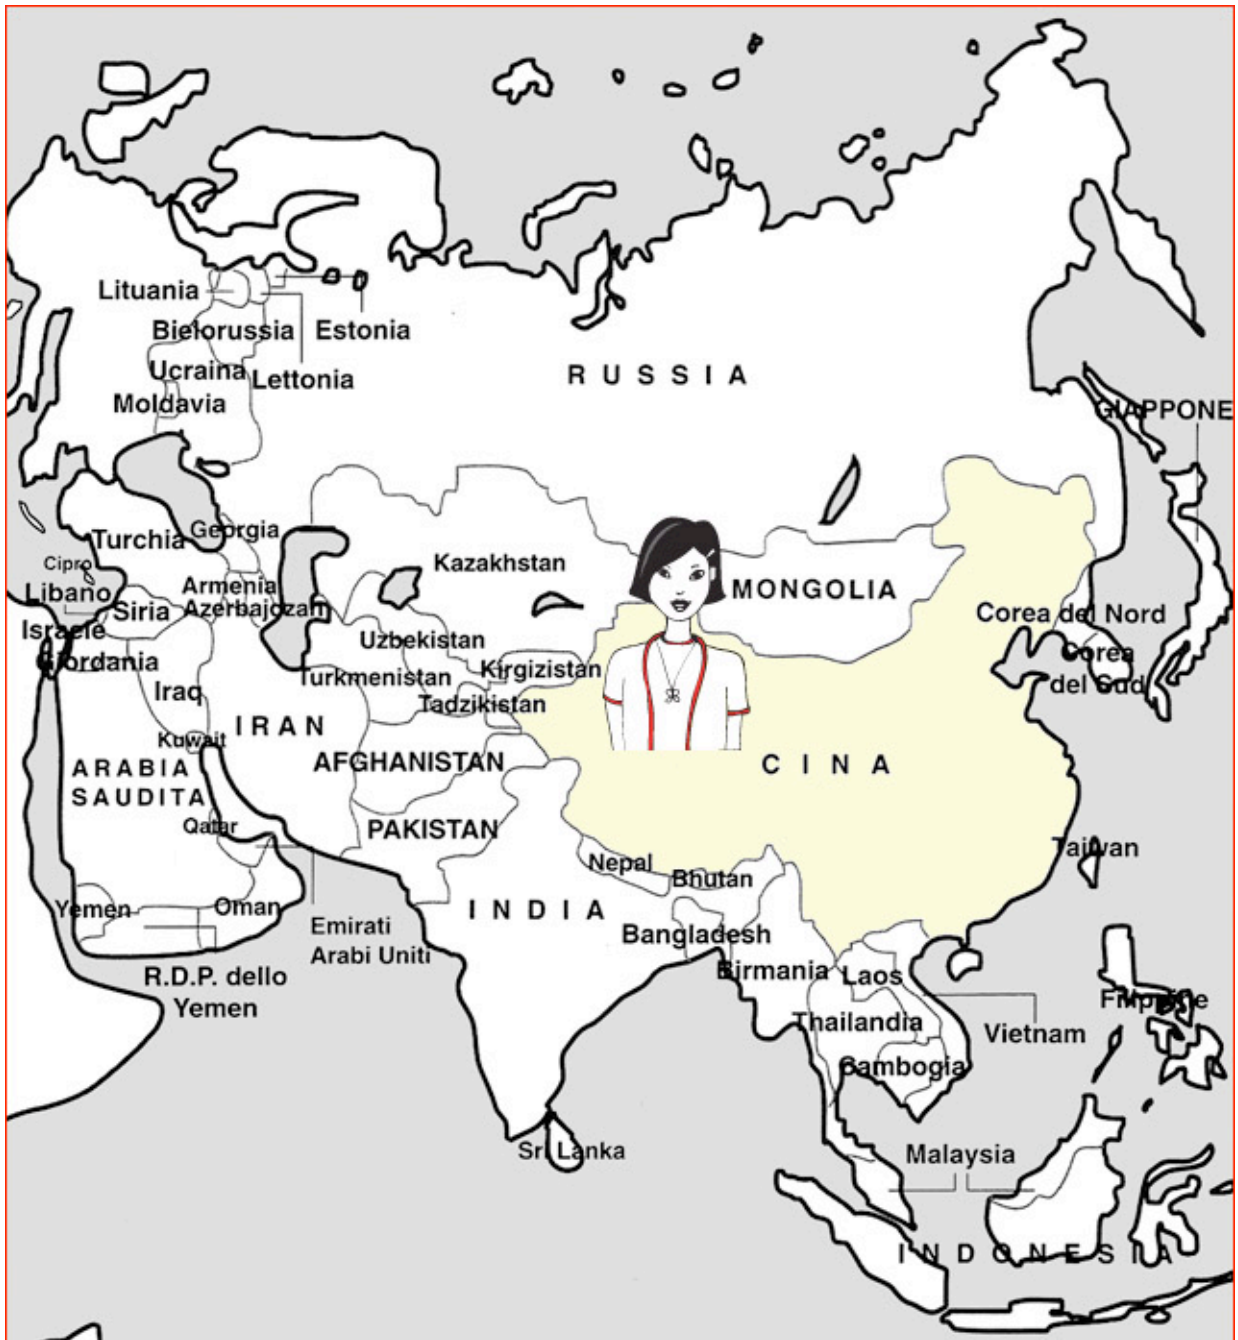 Lituania
Bielorussia
Estonia
Ucraina
Lettonia
Moldavia
RUSSIA
GIAPPONE
Georgia
Turchia
Cipro
Kazakhstan
Armenia
MONGOLIA
Libano
Siria
Azerbajozanj
Corea del Nord
Israele
Uzbekistan
Giordania
Kirgizistan
Corea
del Sud
Turkmenistan
Iraq
Tadzikistan
IRAN
Kuwait
AFGHANISTAN
CINA
ARABIA
SAUDITA
Qatar
PAKISTAN
Taiwan
Nepal
Bhutan
Yemen
Oman
INDIA
Emirati
Arabi Uniti
Bangladesh
Birmania
Laos
R.D.P. dello
Yemen
Filippine
Thailandia
Vietnam
Cambogia
Sri Lanka
Malaysia
INDONESIA